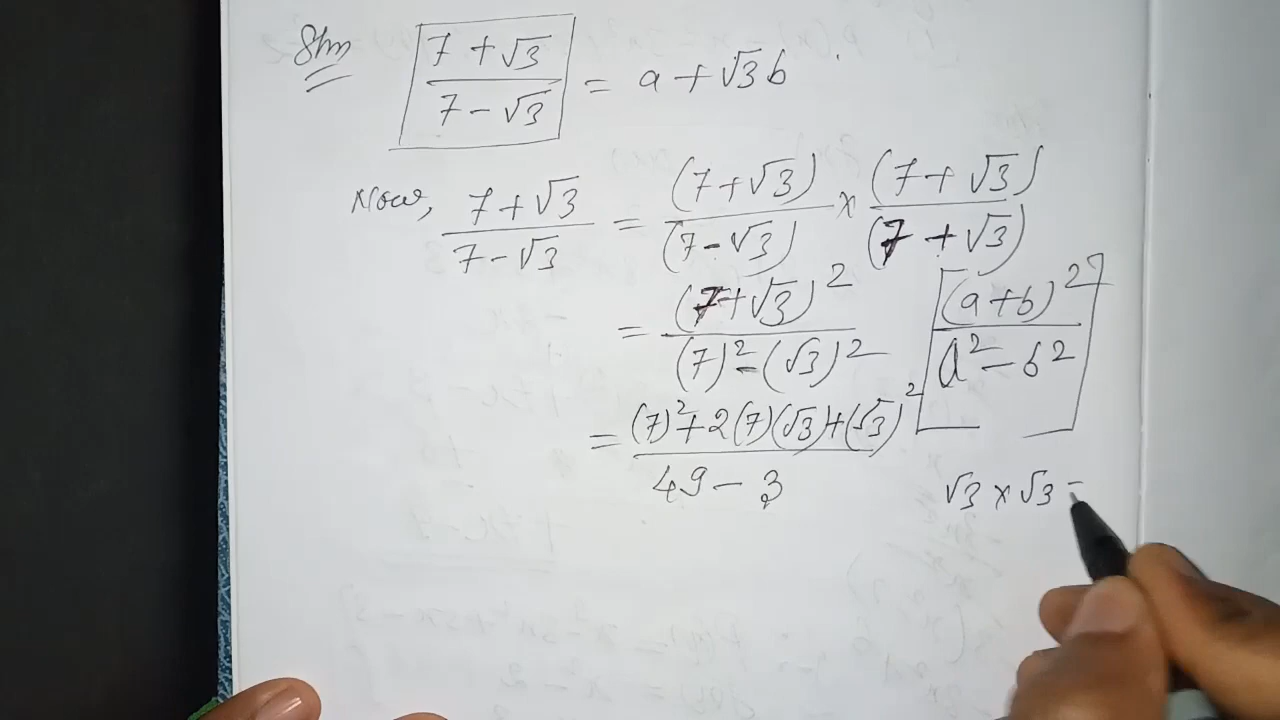 Soln (7+√3)/(7-√3) = a+√3b
Now, (7+√3)/(7-√3) = (7+√3)/(7-√3) × (7+√3)/(7+√3)
= (7+√3)²/((7)²-(√3)²) [(a+b)²/(a²-b²)]
= ((7)²+2(7)(√3)+(√3)²)/(49-3)
√3×√3=